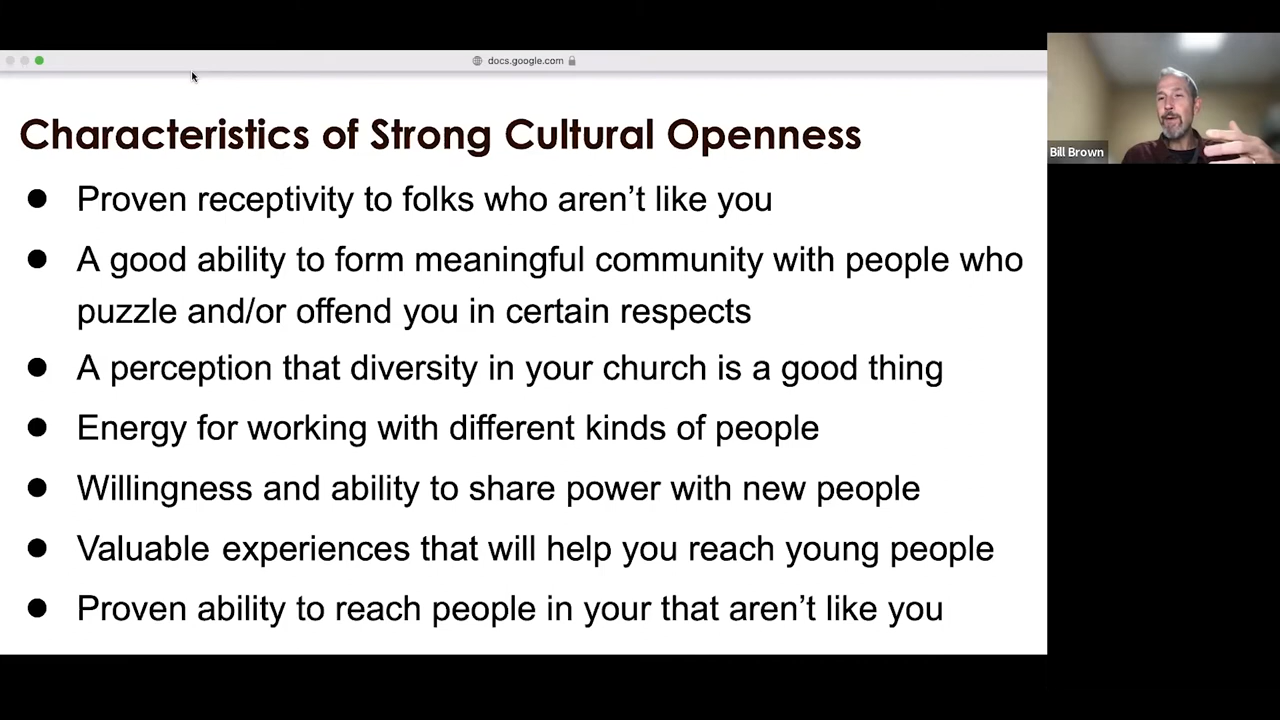 docs.google.com
Characteristics of Strong Cultural Openness
● Proven receptivity to folks who aren’t like you
● A good ability to form meaningful community with people who
puzzle and/or offend you in certain respects
● A perception that diversity in your church is a good thing
● Energy for working with different kinds of people
● Willingness and ability to share power with new people
● Valuable experiences that will help you reach young people
● Proven ability to reach people in your that aren’t like you
Bill Brown